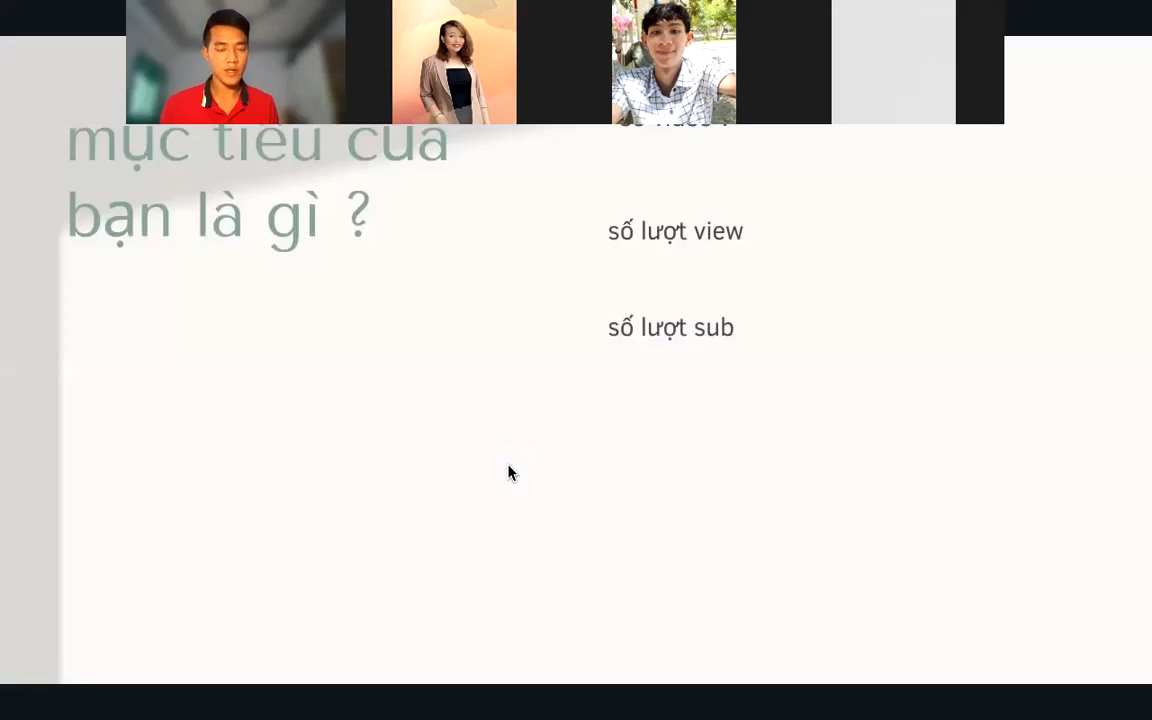 mục tiêu của
bạn là gì ?
số lượt view
số lượt sub